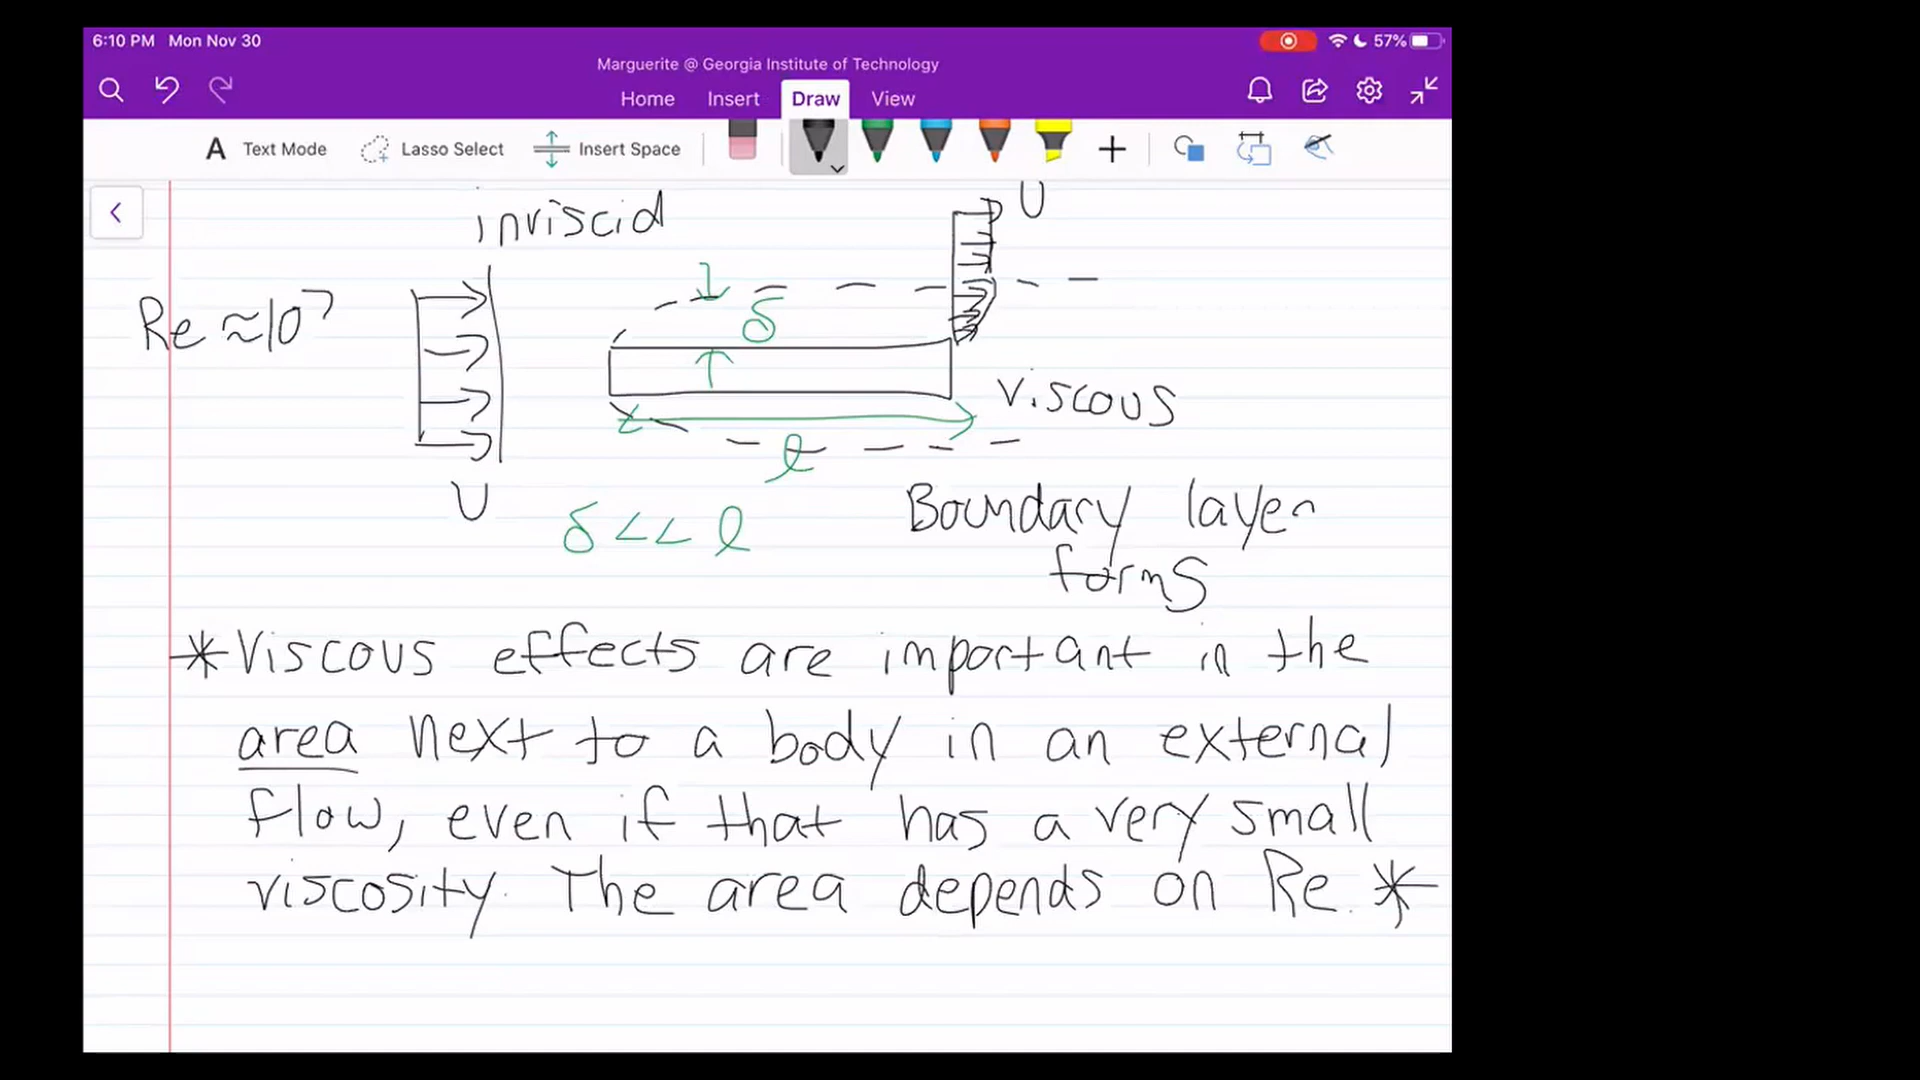 6:10 PM Mon Nov 30
57%
Marguerite @ Georgia Institute of Technology
Home Insert Draw View
A Text Mode Lasso Select Insert Space
inviscid
U
Re ≈10⁷
δ
viscous
l
U
δ << l
Boundary layer
forms
*Viscous effects are important in the
area next to a body in an external
flow, even if that has a very small
viscosity. The area depends on Re. *